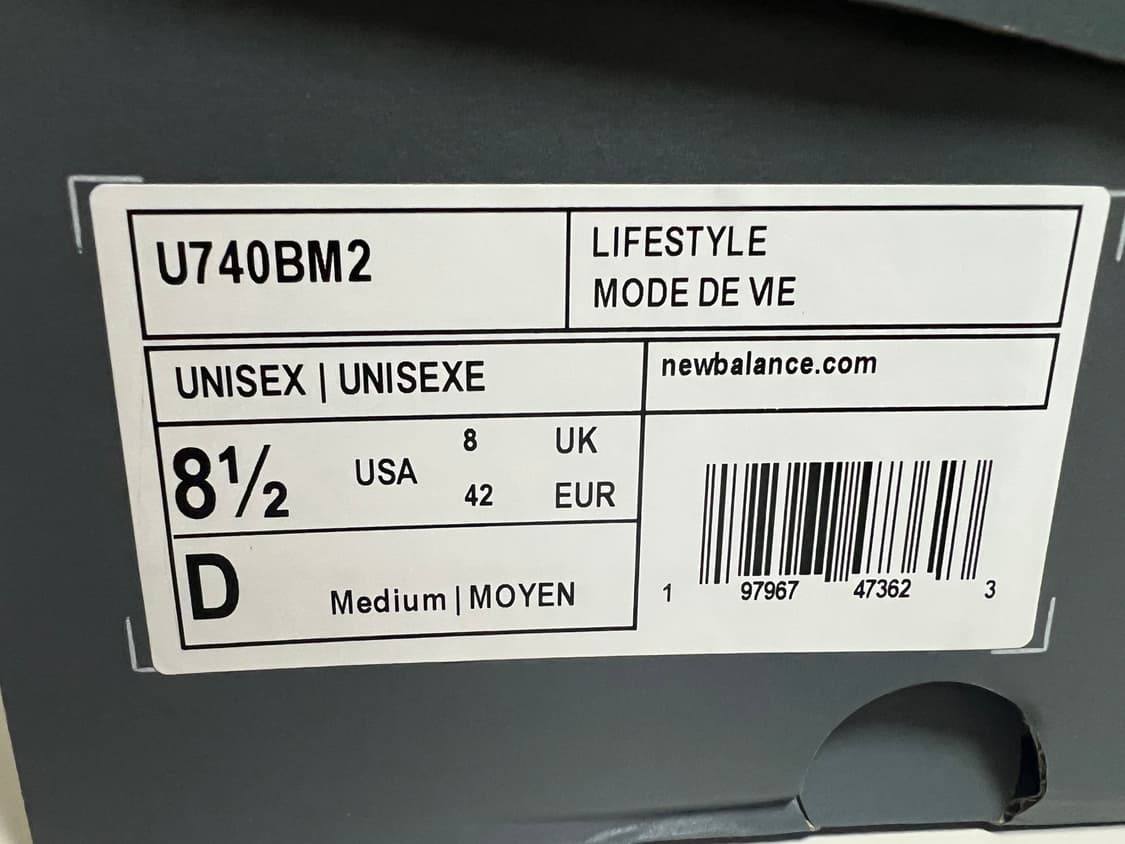 U740BM2
LIFESTYLE
MODE DE VIE
UNISEX | UNISEXE
newbalance.com
8½ USA
8 UK
42 EUR
D Medium | MOYEN
1 97967 47362 3